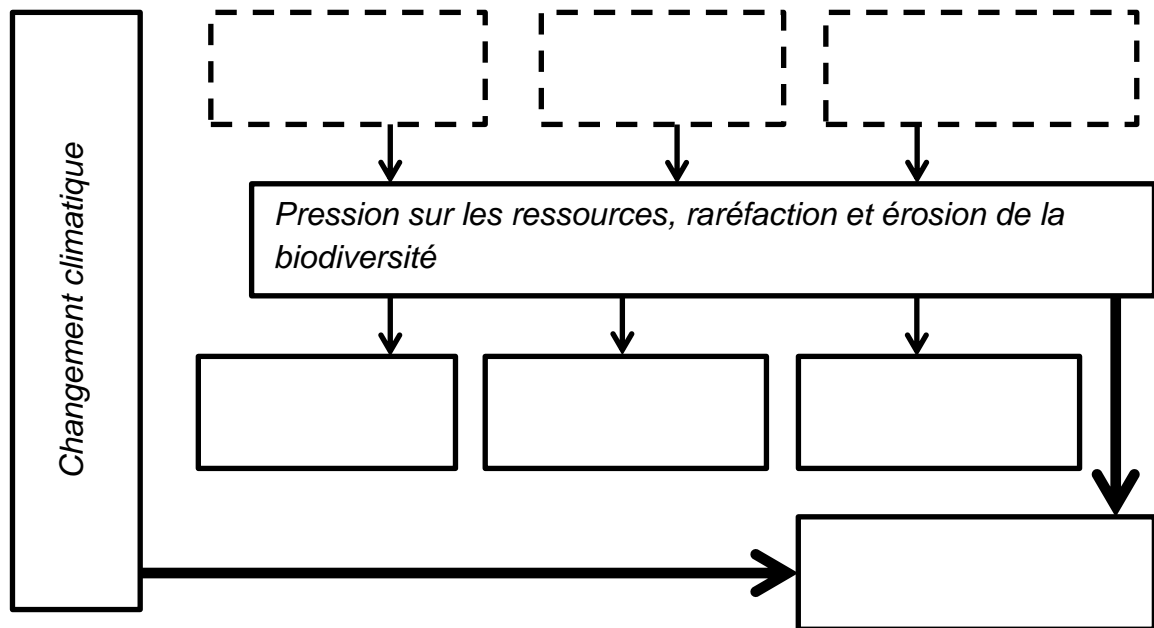 Changement climatique
Pression sur les ressources, raréfaction et érosion de la
biodiversité